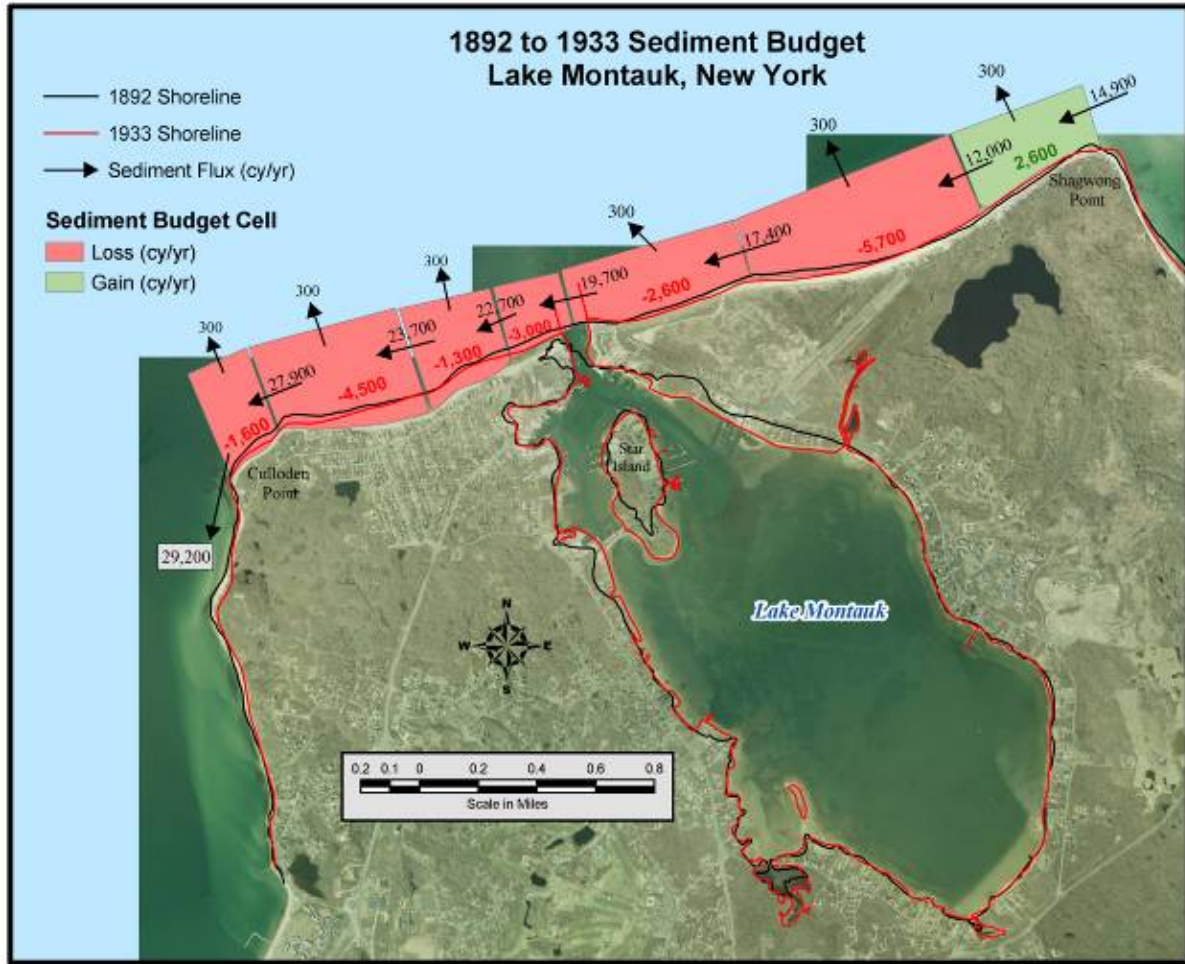 1892 to 1933 Sediment Budget
Lake Montauk, New York
1892 Shoreline
1933 Shoreline
Sediment Flux (cy/yr)
Sediment Budget Cell
Loss (cy/yr)
Gain (cy/yr)
300
14,900
300
12,000
2,600
Shagwong
Point
300
17,400
-5,700
300
19,700
-2,600
300
22,700
-3,000
300
23,700
-1,300
300
27,900
-4,500
-1,600
Culloden
Point
29,200
Star
Island
Lake Montauk
N
W E
S
0.2 0.1 0 0.2 0.4 0.6 0.8
Scale in Miles